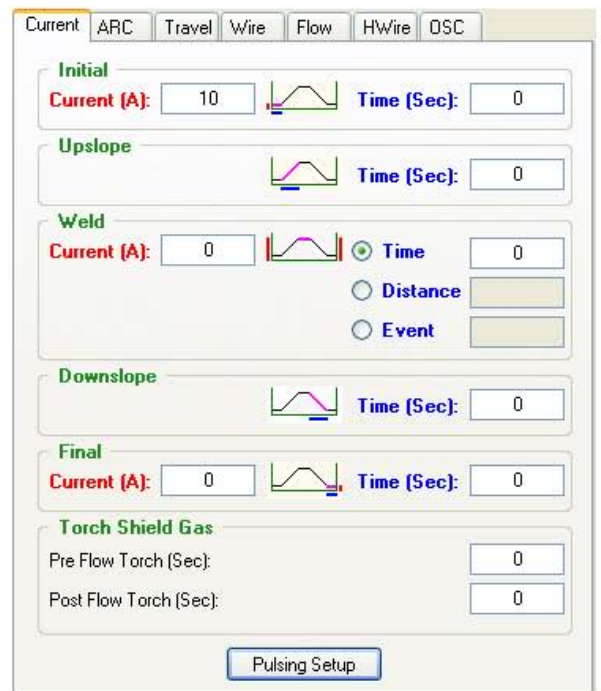 Current ARC Travel Wire Flow HWire OSC
Initial
Current (A): 10 Time (Sec): 0
Upslope
Time (Sec): 0
Weld
Current (A): 0 Time 0
Distance
Event
Downslope
Time (Sec): 0
Final
Current (A): 0 Time (Sec): 0
Torch Shield Gas
Pre Flow Torch (Sec): 0
Post Flow Torch (Sec): 0
Pulsing Setup